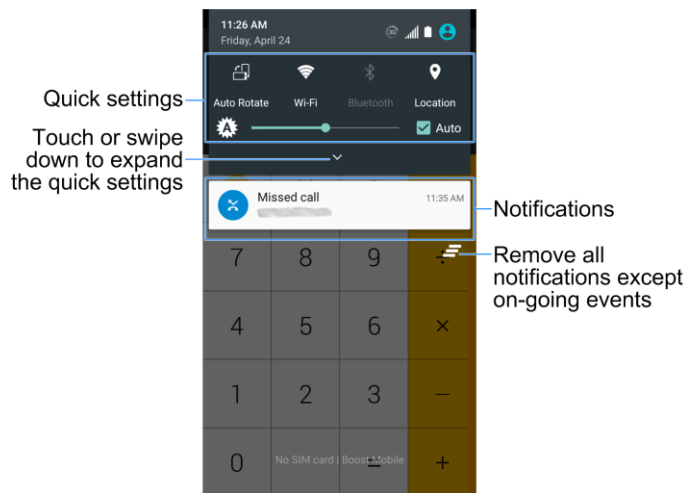 11:26 AM
Friday, April 24
3G
Auto Rotate Wi-Fi Bluetooth Location
A
Auto
Quick settings
Touch or swipe
down to expand
the quick settings
Missed call
11:35 AM
Notifications
Remove all
notifications except
on-going events
7 8 9 ÷
4 5 6 ×
1 2 3 −
0 = +
No SIM card | Boost Mobile